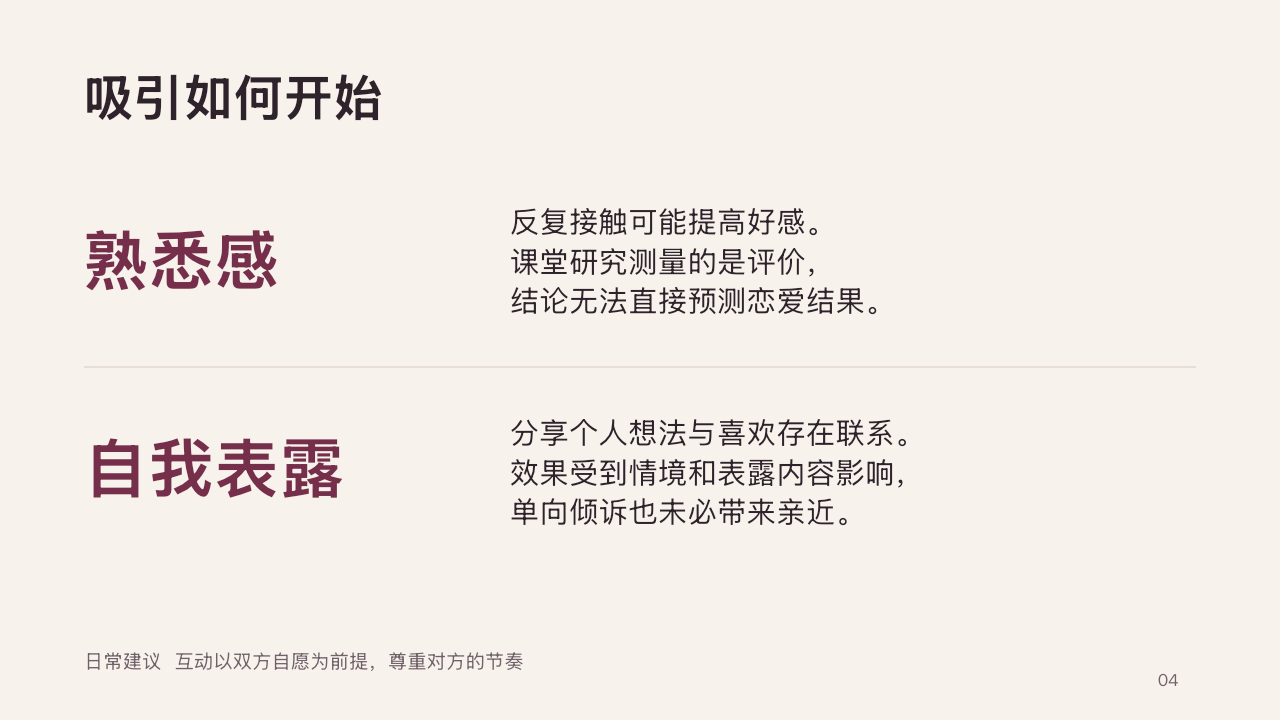 吸引如何开始
熟悉感
反复接触可能提高好感。
课堂研究测量的是评价，
结论无法直接预测恋爱结果。
自我表露
分享个人想法与喜欢存在联系。
效果受到情境和表露内容影响，
单向倾诉也未必带来亲近。
日常建议 互动以双方自愿为前提，尊重对方的节奏
04